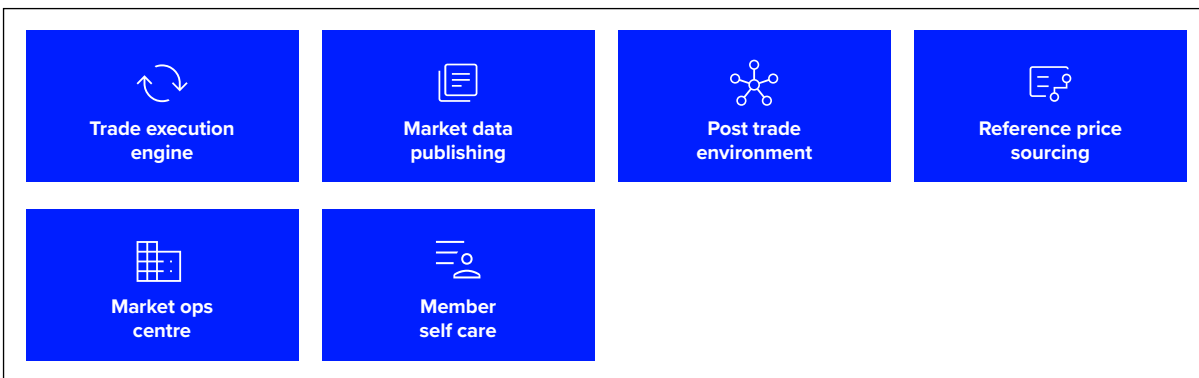 Trade execution
engine
Market data
publishing
Post trade
environment
Reference price
sourcing
Market ops
centre
Member
self care